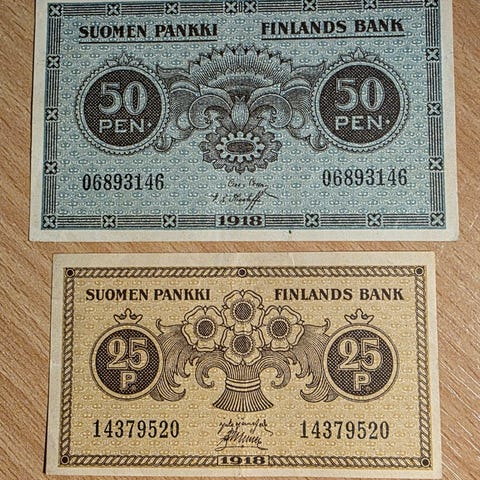 SUOMEN PANKKI FINLANDS BANK
50 50
PEN· PEN·
06893146 06893146
1918
SUOMEN PANKKI FINLANDS BANK
25 25
P P
14379520 14379520
1918